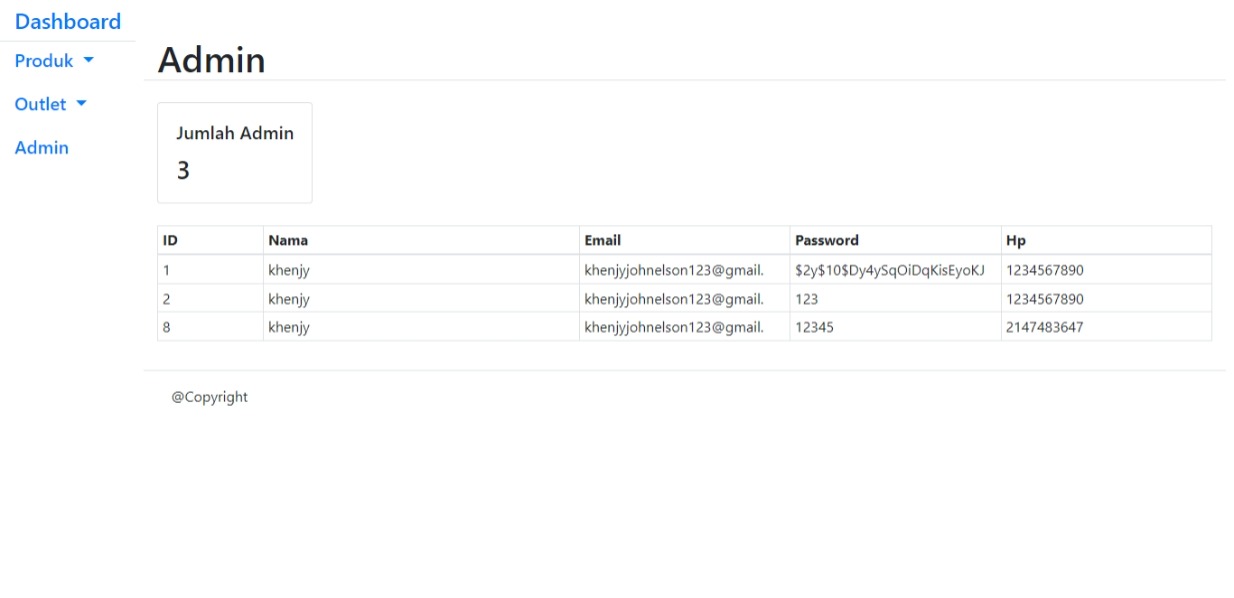 Dashboard
Produk
Outlet
Admin
Admin
Jumlah Admin
3
ID Nama Email Password Hp
1 khenjy khenjyjohnelson123@gmail. $2y$10$Dy4ySqOiDqKisEyoKJ 1234567890
2 khenjy khenjyjohnelson123@gmail. 123 1234567890
8 khenjy khenjyjohnelson123@gmail. 12345 2147483647
@Copyright